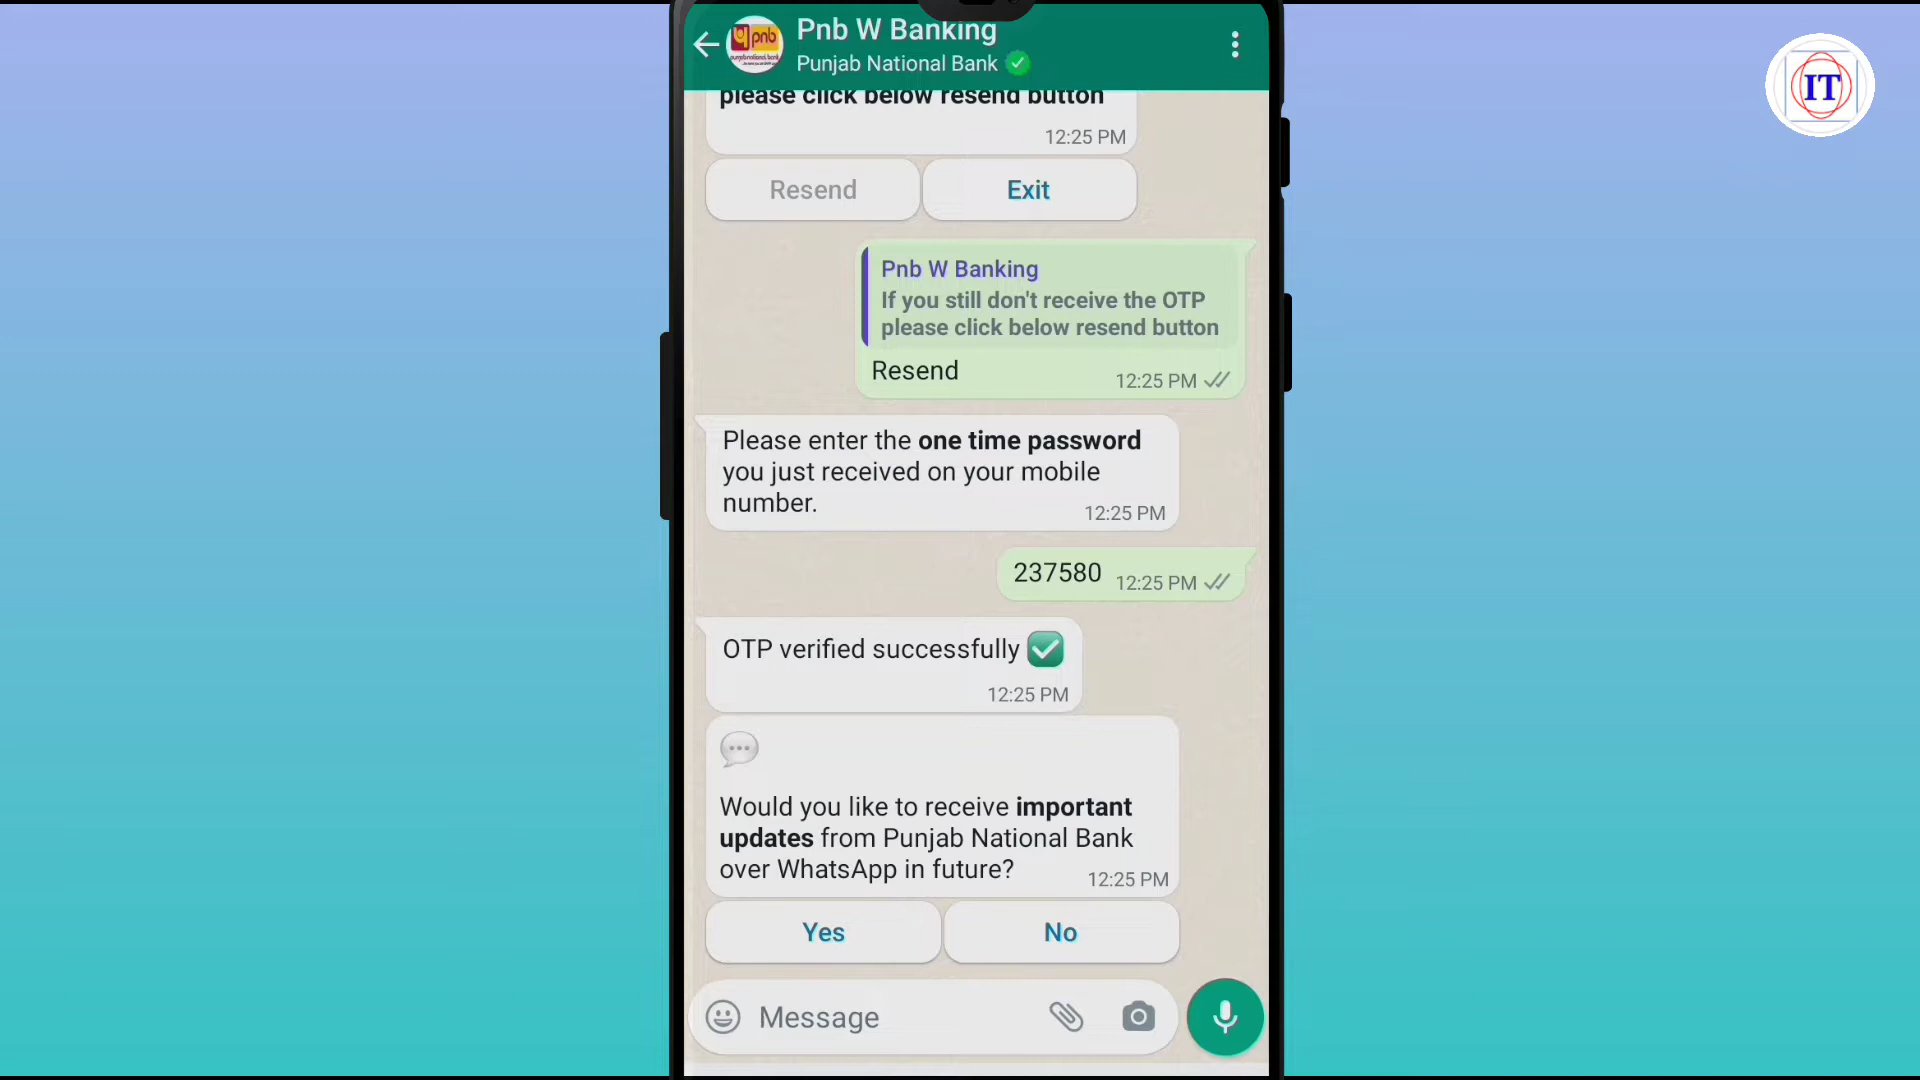 Pnb W Banking
Punjab National Bank
pnb
IT
please click below resend button
12:25 PM
Resend
Exit
Pnb W Banking
If you still don't receive the OTP
please click below resend button
Resend
12:25 PM
Please enter the one time password
you just received on your mobile
number.
12:25 PM
237580 12:25 PM
OTP verified successfully
12:25 PM
Would you like to receive important
updates from Punjab National Bank
over WhatsApp in future?
12:25 PM
Yes
No
Message